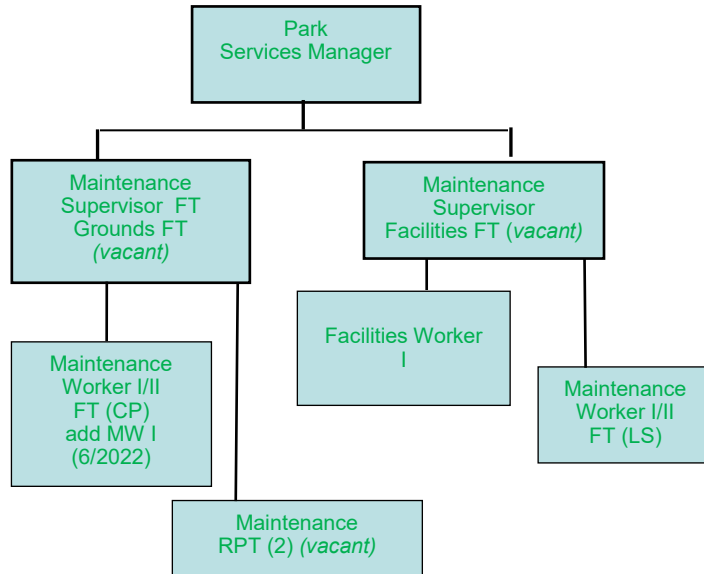 Park
Services Manager
Maintenance
Supervisor FT
Grounds FT
(vacant)
Maintenance
Supervisor
Facilities FT (vacant)
Maintenance
Worker I/II
FT (CP)
add MW I
(6/2022)
Maintenance
RPT (2) (vacant)
Facilities Worker
I
Maintenance
Worker I/II
FT (LS)